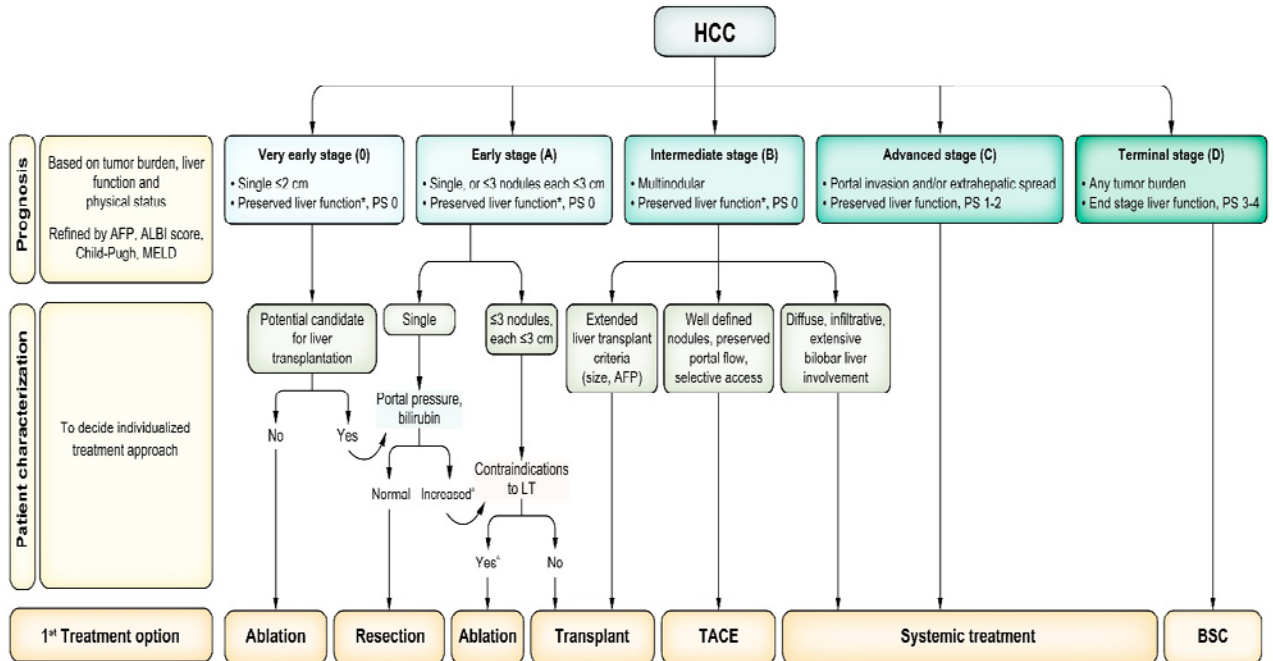 HCC
Prognosis
Based on tumor burden, liver
function and
physical status
Refined by AFP, ALBI score,
Child-Pugh, MELD
Very early stage (0)
• Single ≤2 cm
• Preserved liver function*, PS 0
Early stage (A)
• Single, or ≤3 nodules each ≤3 cm
• Preserved liver function*, PS 0
Intermediate stage (B)
• Multinodular
• Preserved liver function*, PS 0
Advanced stage (C)
• Portal invasion and/or extrahepatic spread
• Preserved liver function, PS 1-2
Terminal stage (D)
• Any tumor burden
• End stage liver function, PS 3-4
Patient characterization
To decide individualized
treatment approach
Potential candidate
for liver
transplantation
Single
≤3 nodules,
each ≤3 cm
Extended
liver transplant
criteria
(size, AFP)
Well defined
nodules, preserved
portal flow,
selective access
Diffuse, infiltrative,
extensive
bilobar liver
involvement
Portal pressure,
bilirubin
No
Yes
Contraindications
to LT
Normal
Increased
Yes
No
1st Treatment option
Ablation
Resection
Ablation
Transplant
TACE
Systemic treatment
BSC